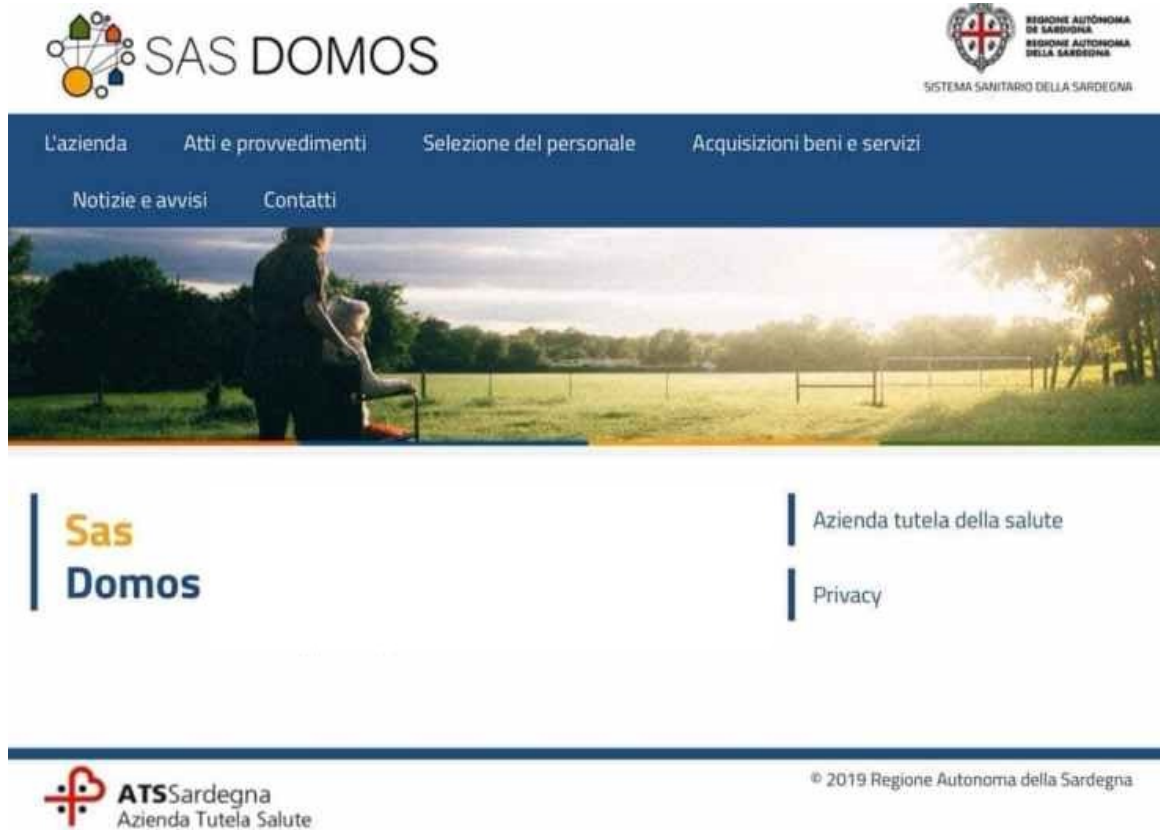 SAS DOMOS
REGIONE AUTÒNOMA
DE SARDIGNA
REGIONE AUTONOMA
DELLA SARDEGNA
SISTEMA SANITARIO DELLA SARDEGNA
L'azienda Atti e provvedimenti Selezione del personale Acquisizioni beni e servizi
Notizie e avvisi Contatti
Sas
Domos
Azienda tutela della salute
Privacy
ATSSardegna
Azienda Tutela Salute
© 2019 Regione Autonoma della Sardegna